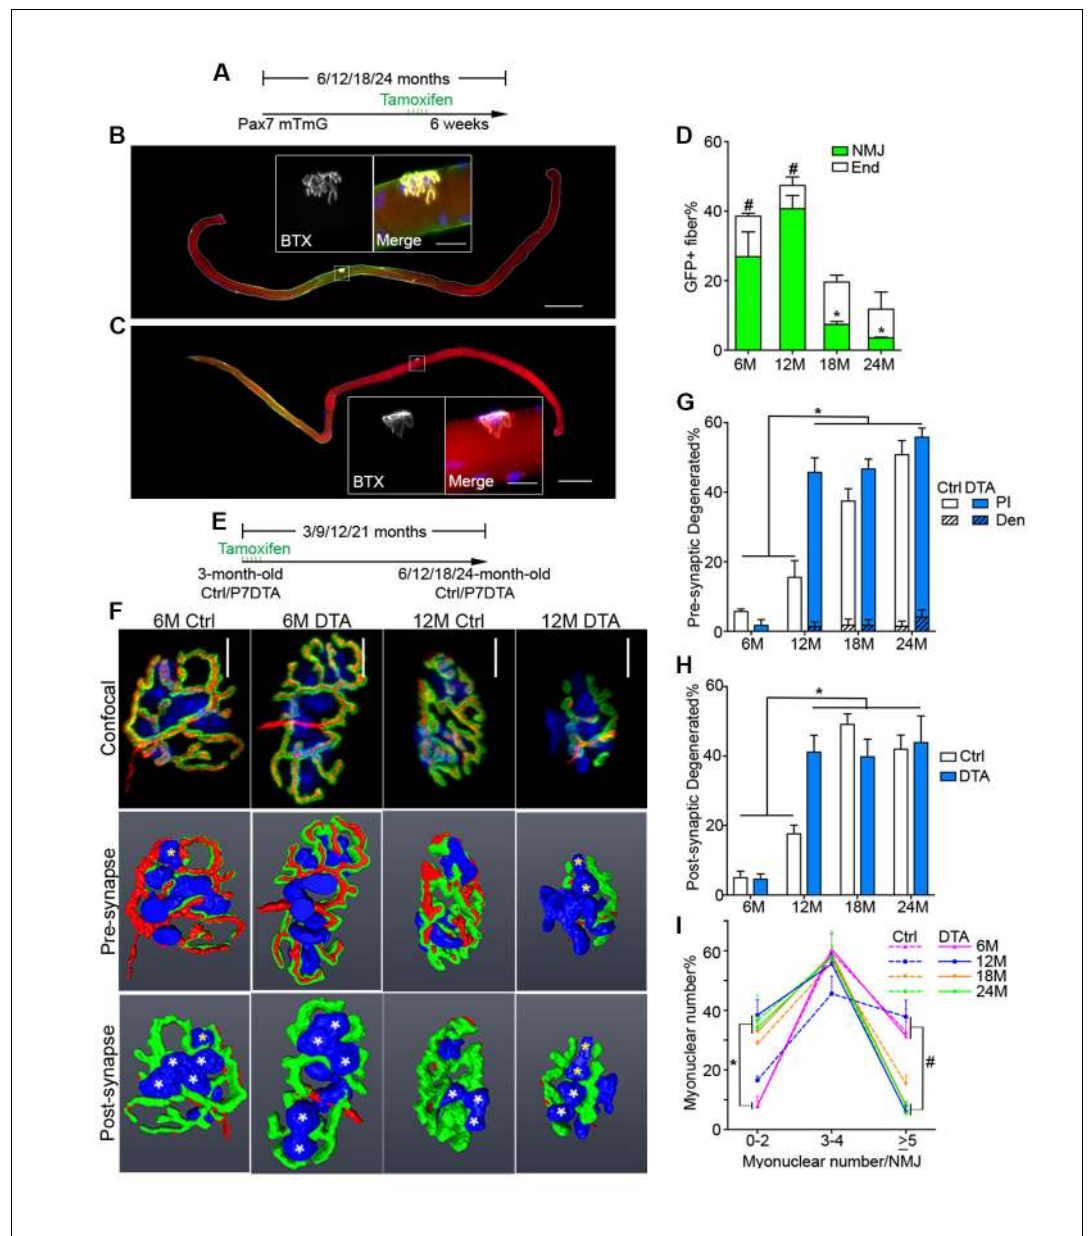 A
6/12/18/24 months
Tamoxifen
Pax7 mTmG
6 weeks
B
BTX
Merge
C
BTX
Merge
D
60
40
20
0
GFP+ fiber%
NMJ
End
#
#
*
*
6M
12M
18M
24M
E
3/9/12/21 months
Tamoxifen
3-month-old
Ctrl/P7DTA
6/12/18/24-month-old
Ctrl/P7DTA
F
6M Ctrl
6M DTA
12M Ctrl
12M DTA
Confocal
Pre-synapse
*
* *
Post-synapse
* * * * *
* * * * *
* * *
* * * *
G
60
40
20
0
Pre-synaptic Degenerated%
*
Ctrl DTA
PI
Den
6M
12M
18M
24M
H
60
40
20
0
Post-synaptic Degenerated%
*
Ctrl
DTA
6M
12M
18M
24M
I
60
40
20
0
Myonuclear number%
Ctrl DTA
6M
12M
18M
24M
*
#
0-2
3-4
≥5
Myonuclear number/NMJ